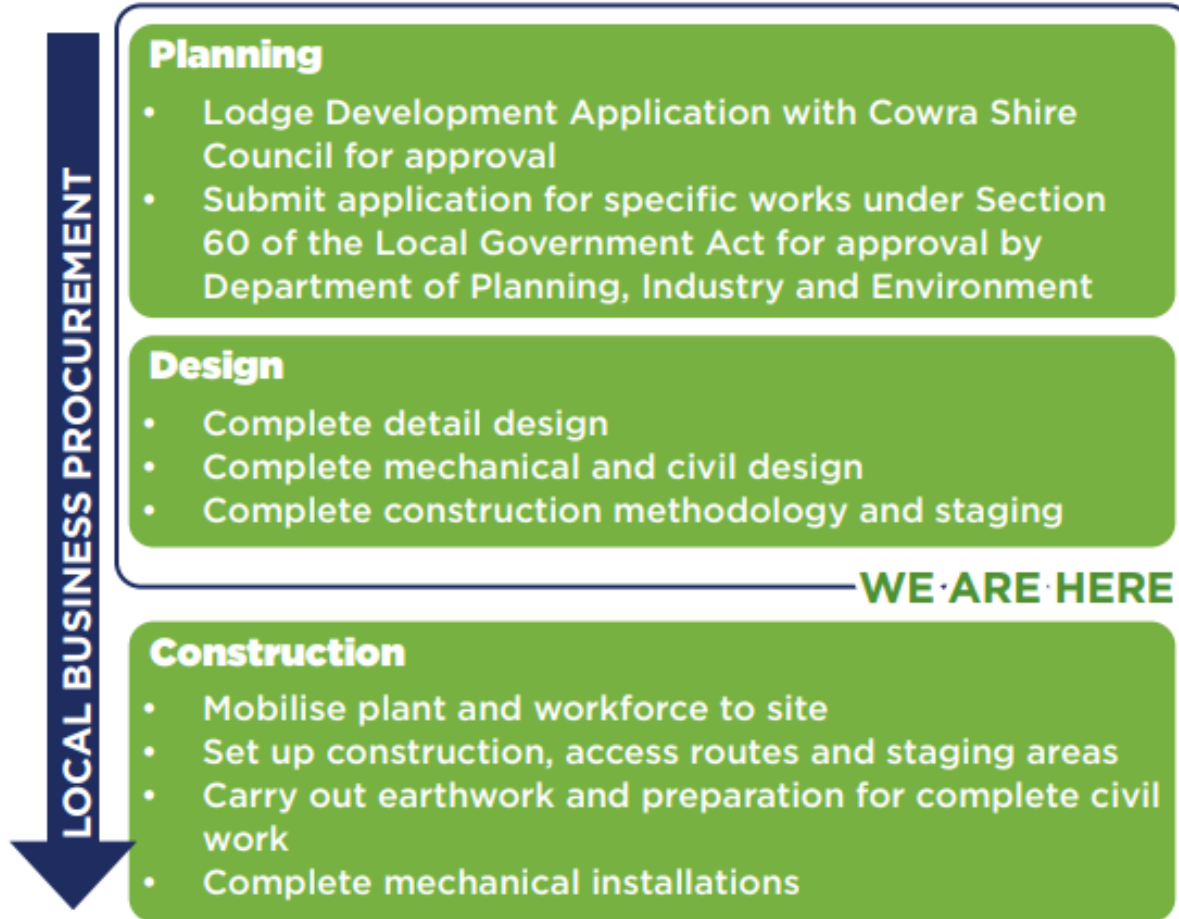 LOCAL BUSINESS PROCUREMENT
Planning
• Lodge Development Application with Cowra Shire
Council for approval
• Submit application for specific works under Section
60 of the Local Government Act for approval by
Department of Planning, Industry and Environment
Design
• Complete detail design
• Complete mechanical and civil design
• Complete construction methodology and staging
WE ARE HERE
Construction
• Mobilise plant and workforce to site
• Set up construction, access routes and staging areas
• Carry out earthwork and preparation for complete civil
work
• Complete mechanical installations